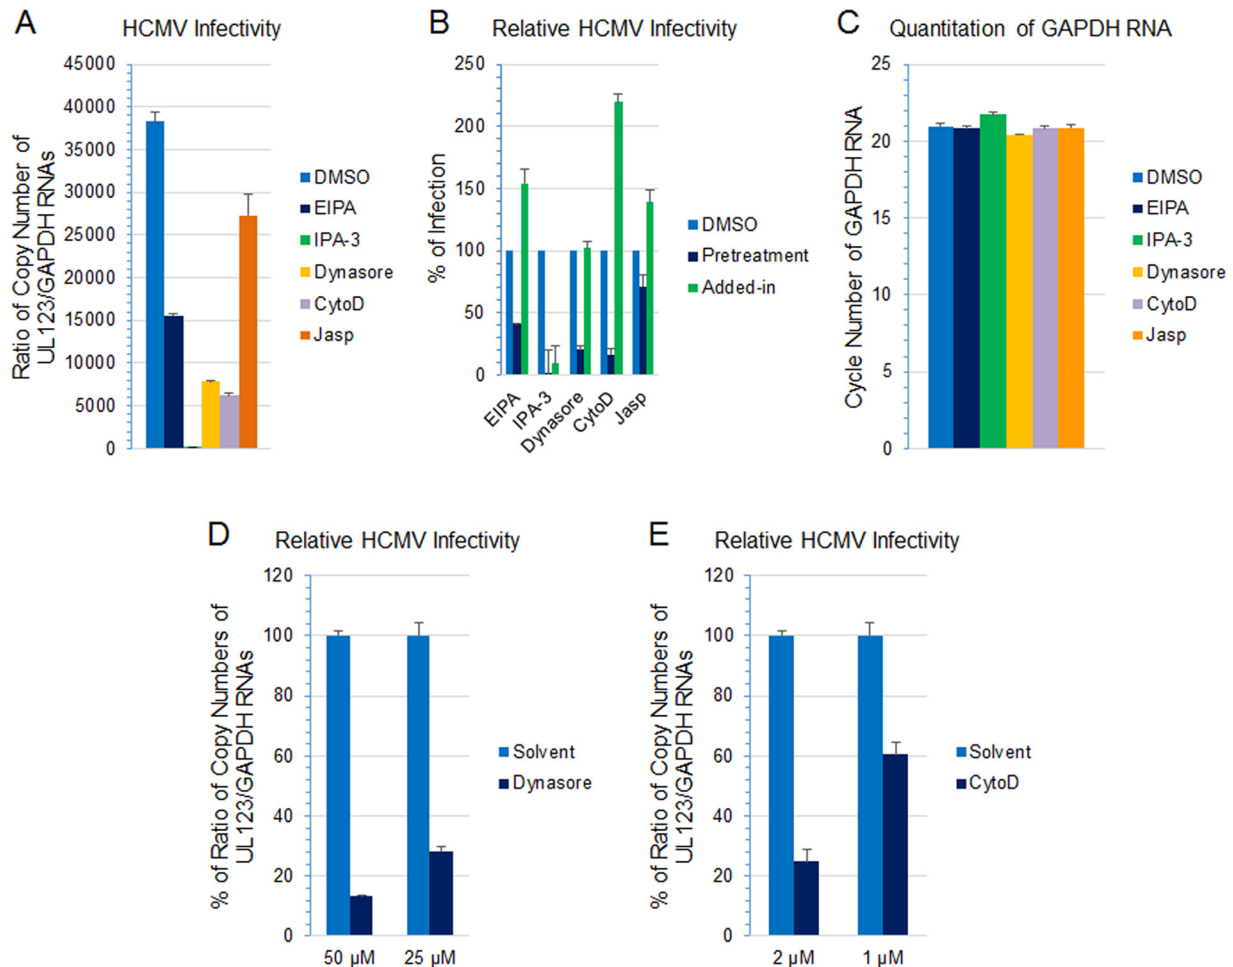 A
HCMV Infectivity
Ratio of Copy Number of
UL123/GAPDH RNAs
45000
40000
35000
30000
25000
20000
15000
10000
5000
0
DMSO
EIPA
IPA-3
Dynasore
CytoD
Jasp
B
Relative HCMV Infectivity
% of Infection
250
200
150
100
50
0
EIPA
IPA-3
Dynasore
CytoD
Jasp
DMSO
Pretreatment
Added-in
C
Quantitation of GAPDH RNA
Cycle Number of GAPDH RNA
25
20
15
10
5
0
DMSO
EIPA
IPA-3
Dynasore
CytoD
Jasp
D
Relative HCMV Infectivity
% of Ratio of Copy Numbers of
UL123/GAPDH RNAs
120
100
80
60
40
20
0
50 µM
25 µM
Solvent
Dynasore
E
Relative HCMV Infectivity
% of Ratio of Copy Numbers of
UL123/GAPDH RNAs
120
100
80
60
40
20
0
2 µM
1 µM
Solvent
CytoD